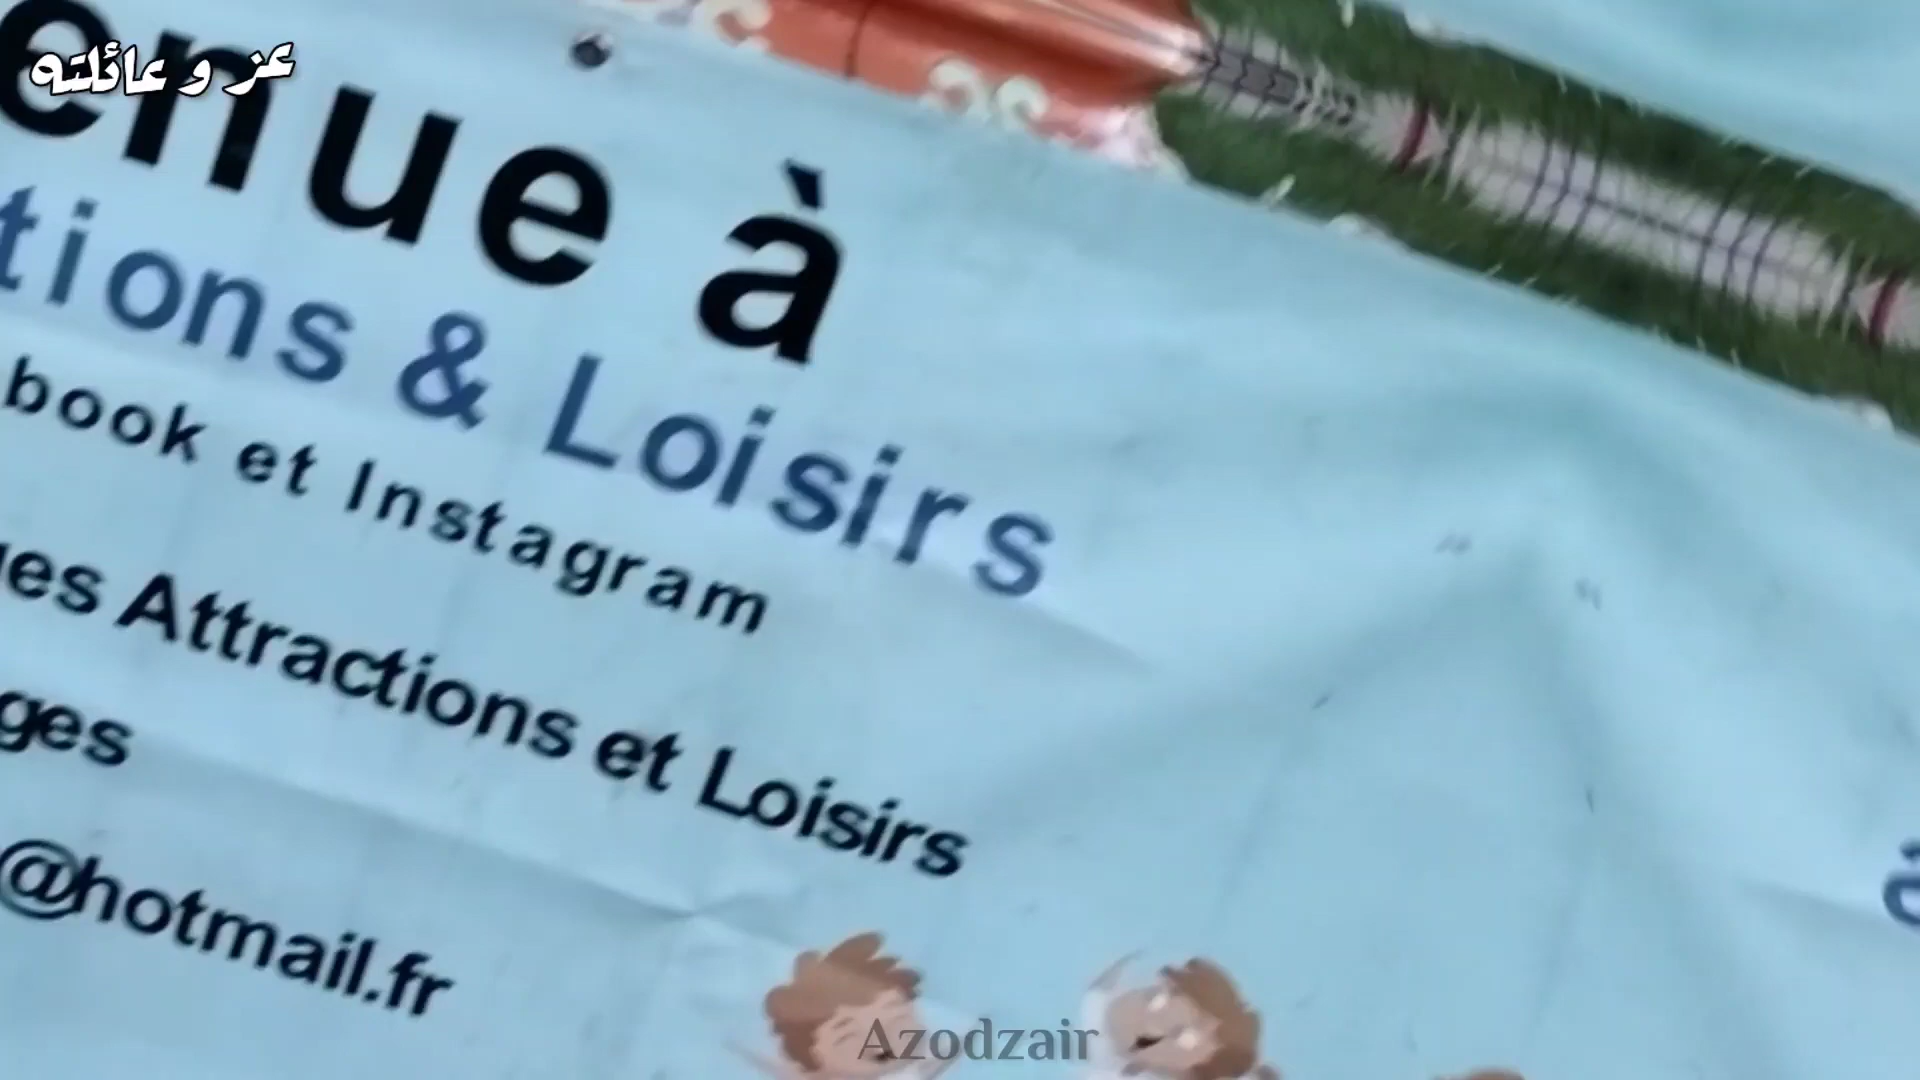 عز و عائلته
enue à
tions & Loisirs
book et Instagram
es Attractions et Loisirs
ges
@hotmail.fr
Azodzair